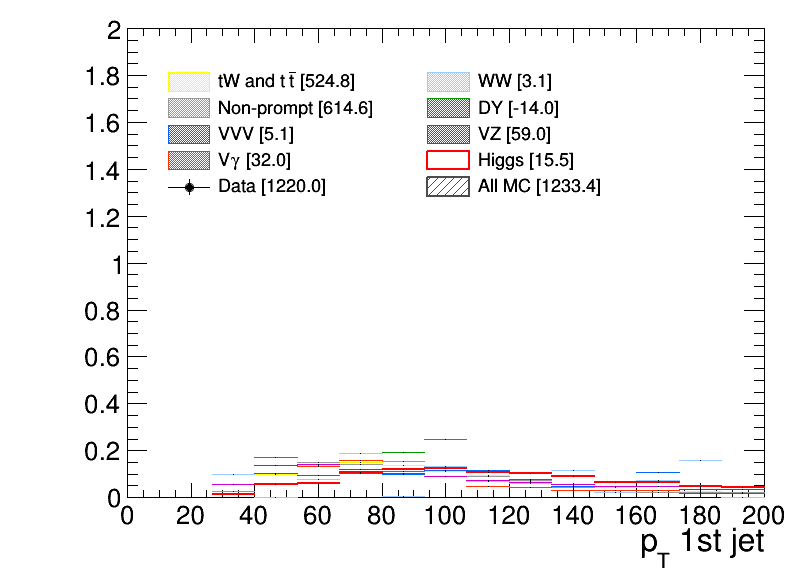 2
1.8
1.6
1.4
1.2
1
0.8
0.6
0.4
0.2
0
tW and t t̅ [524.8]
Non-prompt [614.6]
VVV [5.1]
Vγ [32.0]
Data [1220.0]
WW [3.1]
DY [-14.0]
VZ [59.0]
Higgs [15.5]
All MC [1233.4]
0 20 40 60 80 100 120 140 160 180 200
p_T 1st jet